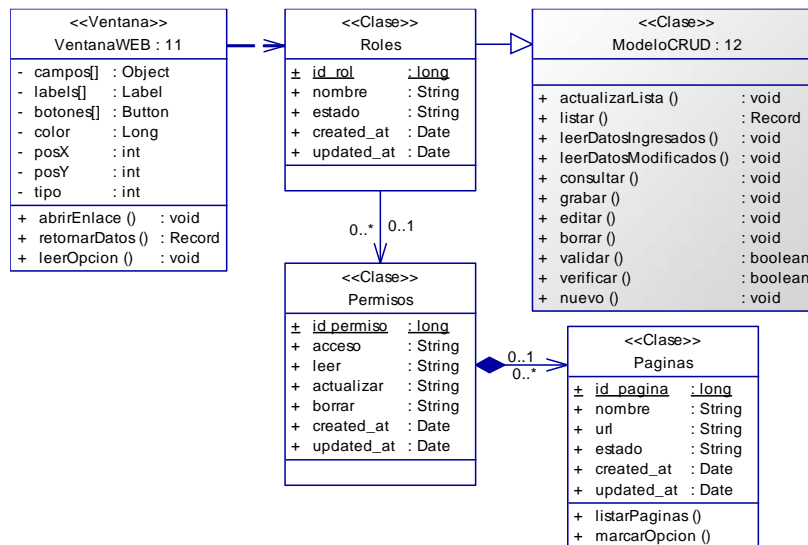 <<Ventana>>
VentanaWEB : 11
- campos[] : Object
- labels[] : Label
- botones[] : Button
- color : Long
- posX : int
- posY : int
- tipo : int
+ abrirEnlace () : void
+ retornarDatos () : Record
+ leerOpcion () : void
<<Clase>>
Roles
+ id_rol : long
+ nombre : String
+ estado : String
+ created_at : Date
+ updated_at : Date
<<Clase>>
ModeloCRUD : 12
+ actualizarLista () : void
+ listar () : Record
+ leerDatosIngresados () : void
+ leerDatosModificados () : void
+ consultar () : void
+ grabar () : void
+ editar () : void
+ borrar () : void
+ validar () : boolean
+ verificar () : boolean
+ nuevo () : void
0..* 0..1
<<Clase>>
Permisos
+ id permiso : long
+ acceso : String
+ leer : String
+ actualizar : String
+ borrar : String
+ created_at : Date
+ updated_at : Date
0..1
0..*
<<Clase>>
Paginas
+ id_pagina : long
+ nombre : String
+ url : String
+ estado : String
+ created_at : Date
+ updated_at : Date
+ listarPaginas ()
+ marcarOpcion ()